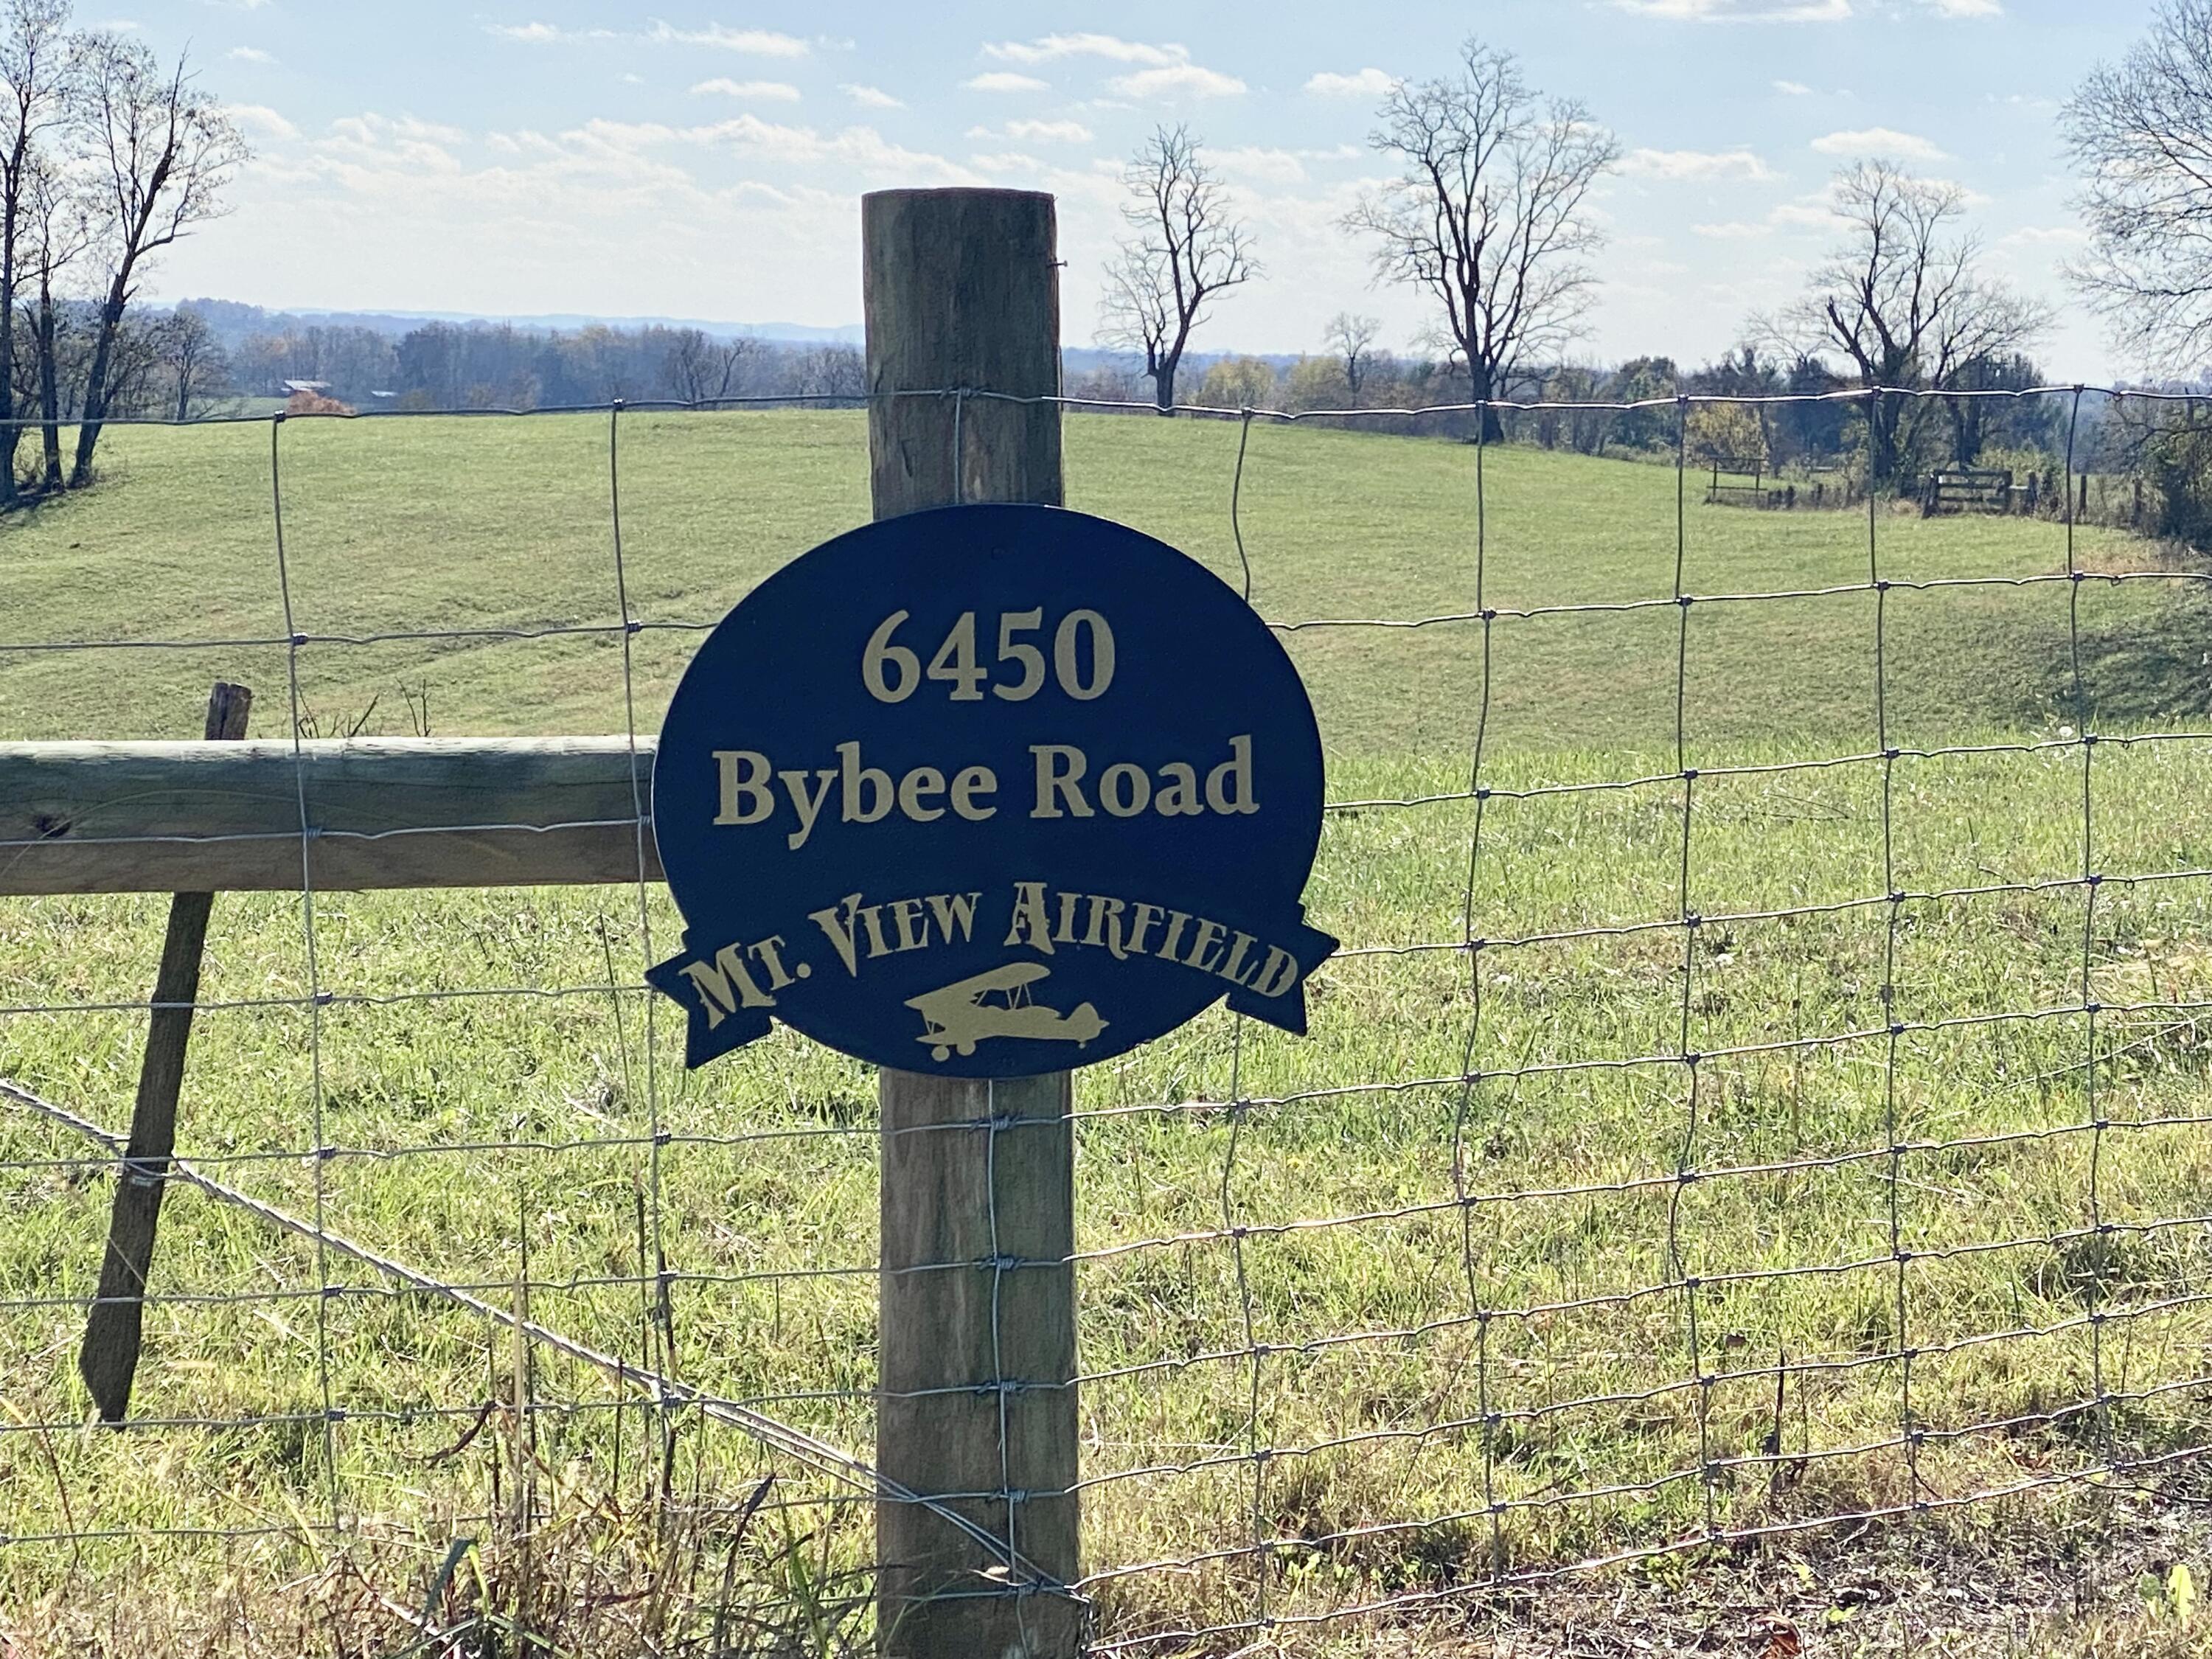 6450
Bybee Road
MT. VIEW AIRFIELD